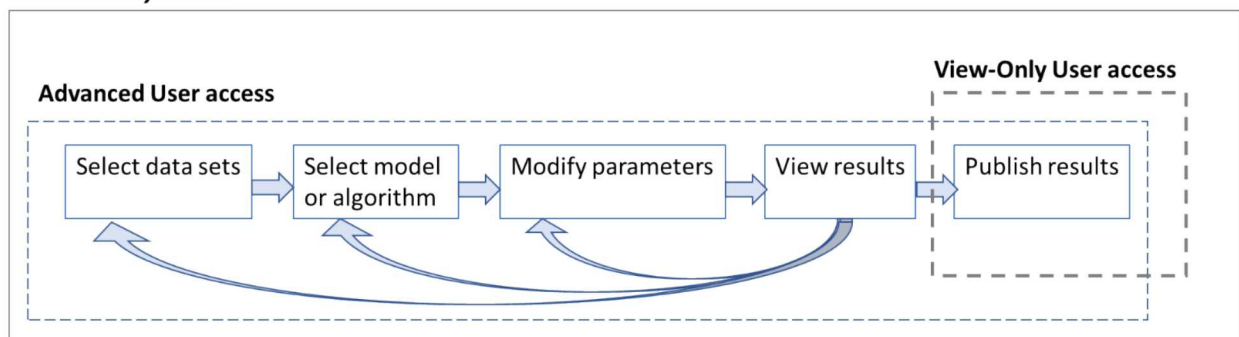 View-Only User access
Advanced User access
Select data sets
Select model
or algorithm
Modify parameters
View results
Publish results